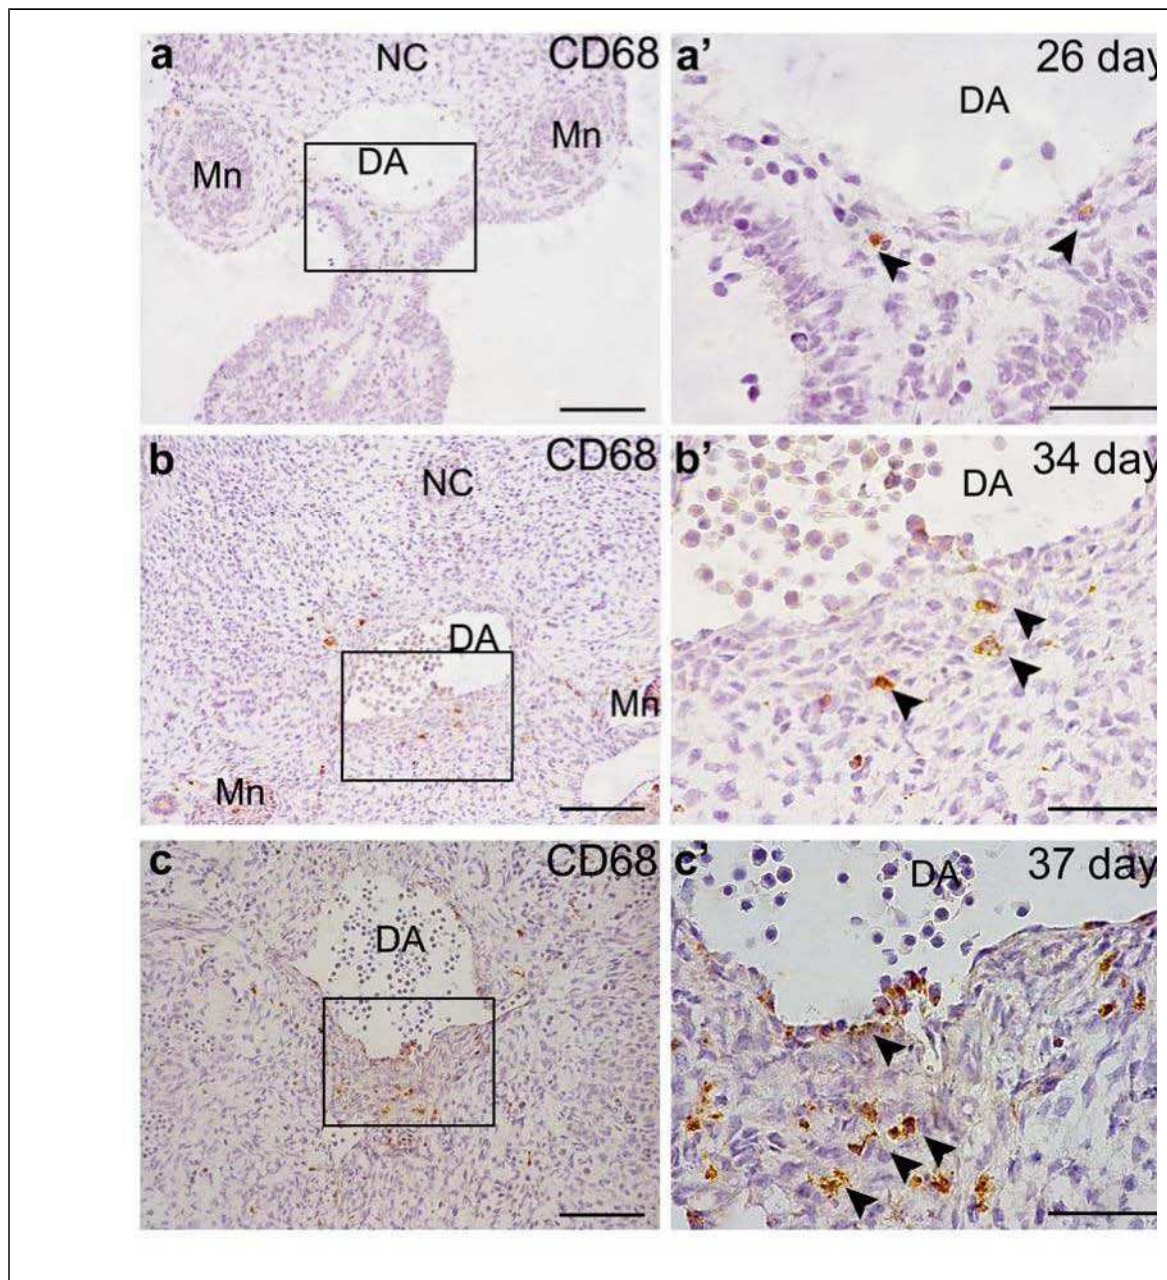 a NC CD68
Mn DA Mn
a’ 26 day
DA
b CD68
NC
DA
Mn
Mn
b’ 34 day
DA
c CD68
DA
c’ DA 37 day